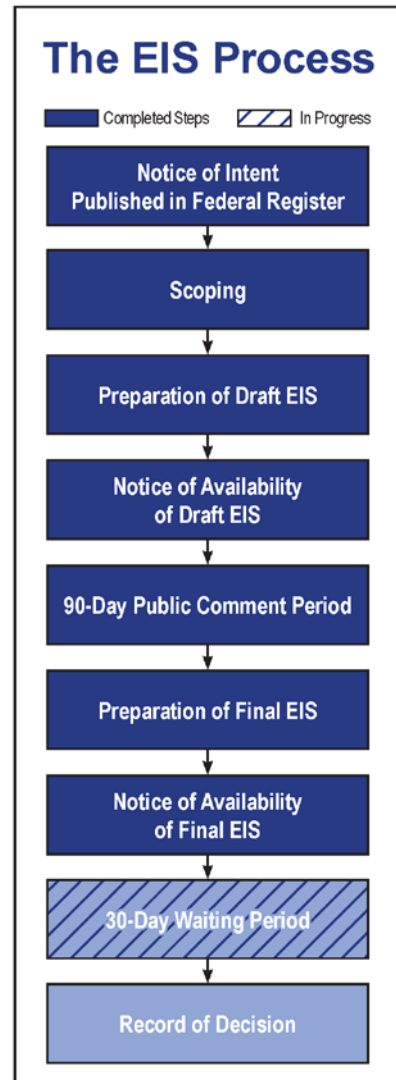 The EIS Process
Completed Steps
In Progress
Notice of Intent
Published in Federal Register
Scoping
Preparation of Draft EIS
Notice of Availability
of Draft EIS
90-Day Public Comment Period
Preparation of Final EIS
Notice of Availability
of Final EIS
30-Day Waiting Period
Record of Decision